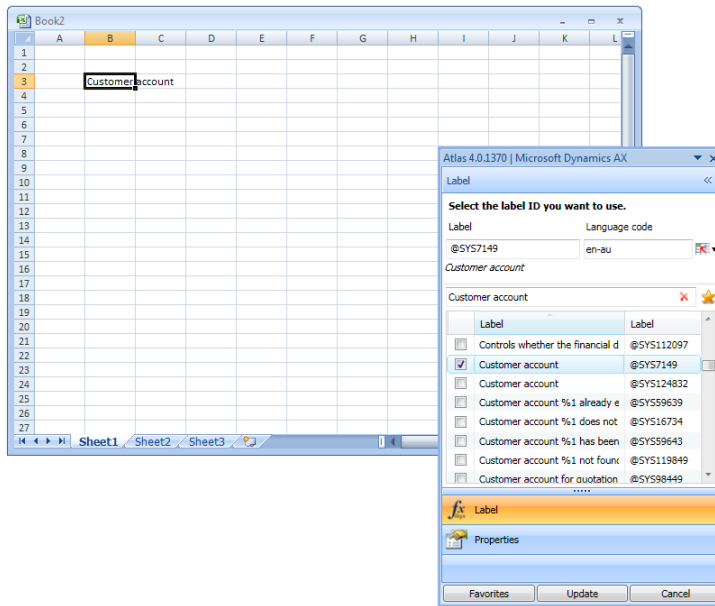 Book2
A B C D E F G H I J K L
1
2
3 Customer account
4
5
6
7
8
9
10
11
12
13
14
15
16
17
18
19
20
21
22
23
24
25
26
27
Sheet1 Sheet2 Sheet3
Atlas 4.0.1370 | Microsoft Dynamics AX
Label
Select the label ID you want to use.
Label Language code
@SYS7149 en-au
Customer account
Customer account
Label Label
Controls whether the financial d @SYS112097
Customer account @SYS7149
Customer account @SYS124832
Customer account %1 already e @SYS59639
Customer account %1 does not @SYS16734
Customer account %1 has been @SYS59643
Customer account %1 not found @SYS119849
Customer account for quotation @SYS98449
fx Label
Properties
Favorites Update Cancel